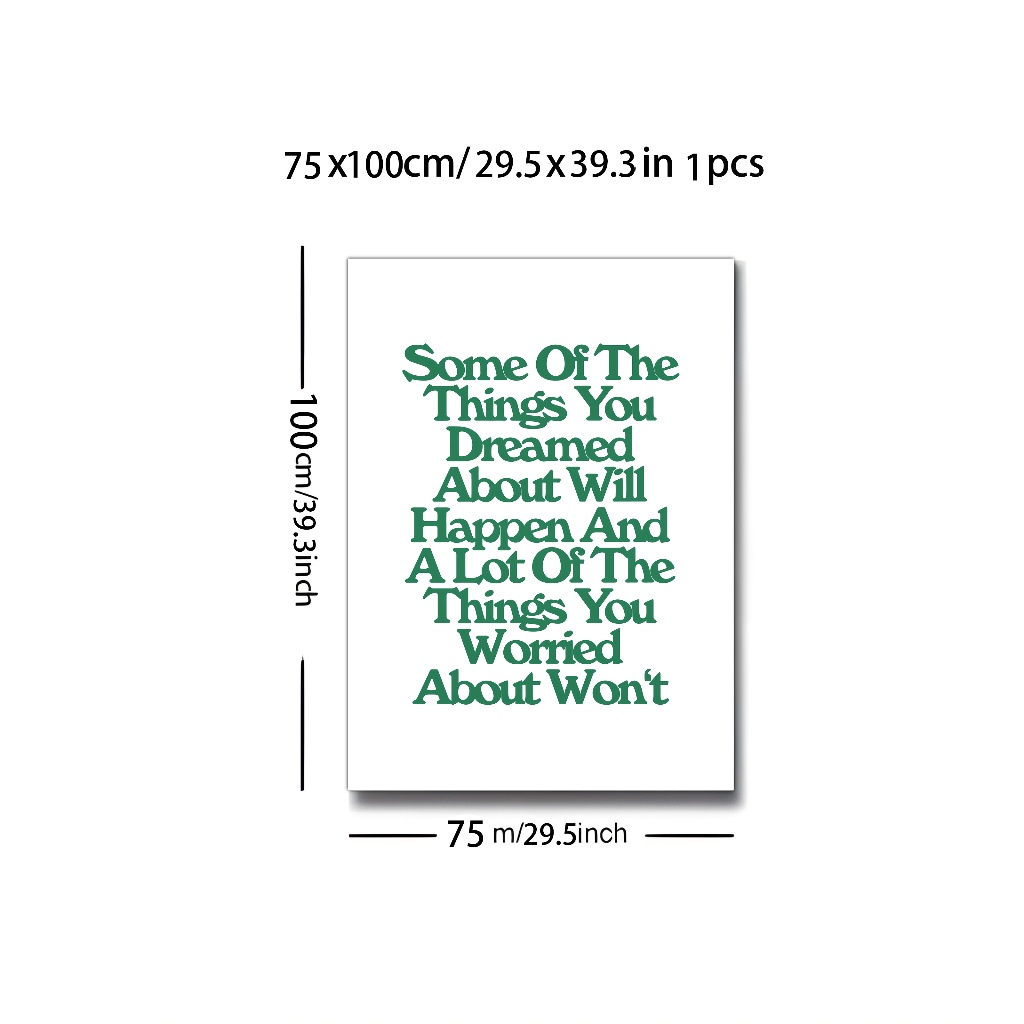 75x100cm/29.5x39.3in 1pcs
100cm/39.3inch
Some Of The
Things You
Dreamed
About Will
Happen And
A Lot Of The
Things You
Worried
About Won‘t
75 m/29.5inch